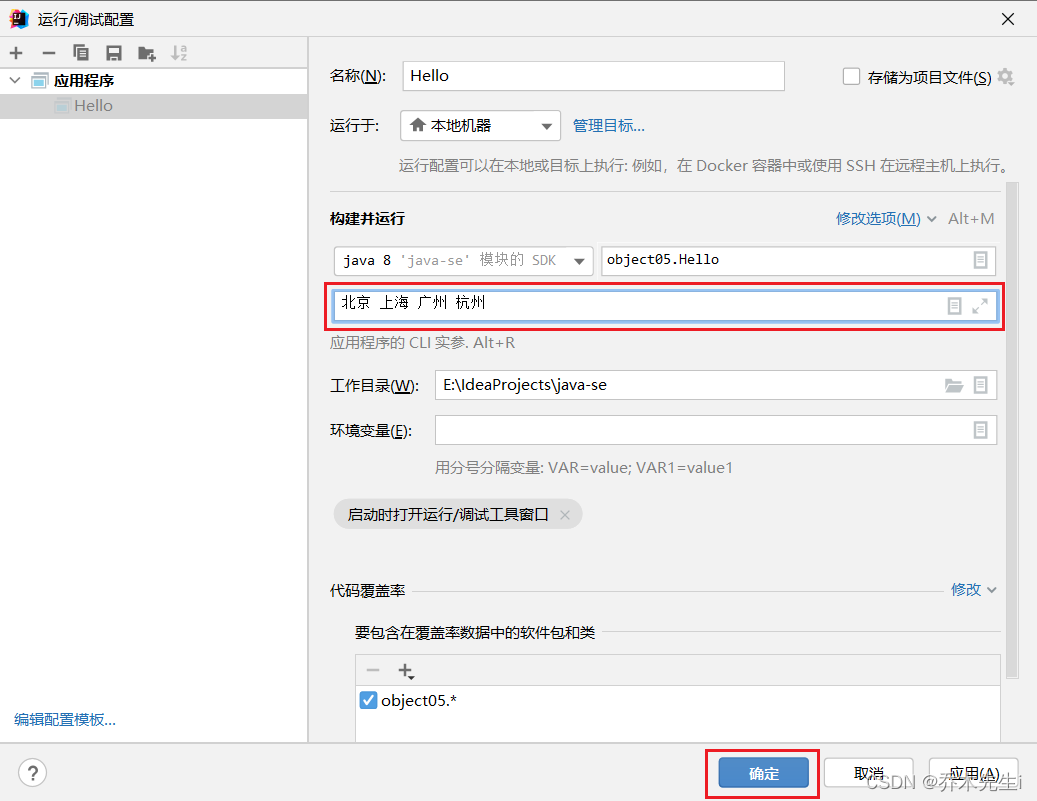 运行/调试配置
应用程序
Hello
编辑配置模板...
名称(N): Hello 存储为项目文件(S)
运行于: 本地机器 管理目标...
运行配置可以在本地或目标上执行: 例如，在 Docker 容器中或使用 SSH 在远程主机上执行。
构建并运行 修改选项(M) Alt+M
java 8 'java-se' 模块的 SDK object05.Hello
北京 上海 广州 杭州
应用程序的 CLI 实参. Alt+R
工作目录(W): E:\IdeaProjects\java-se
环境变量(E):
用分号分隔变量: VAR=value; VAR1=value1
启动时打开运行/调试工具窗口
代码覆盖率 修改
要包含在覆盖率数据中的软件包和类
object05.*
? 确定 取消 应用(A)
CSDN @乔木先生i